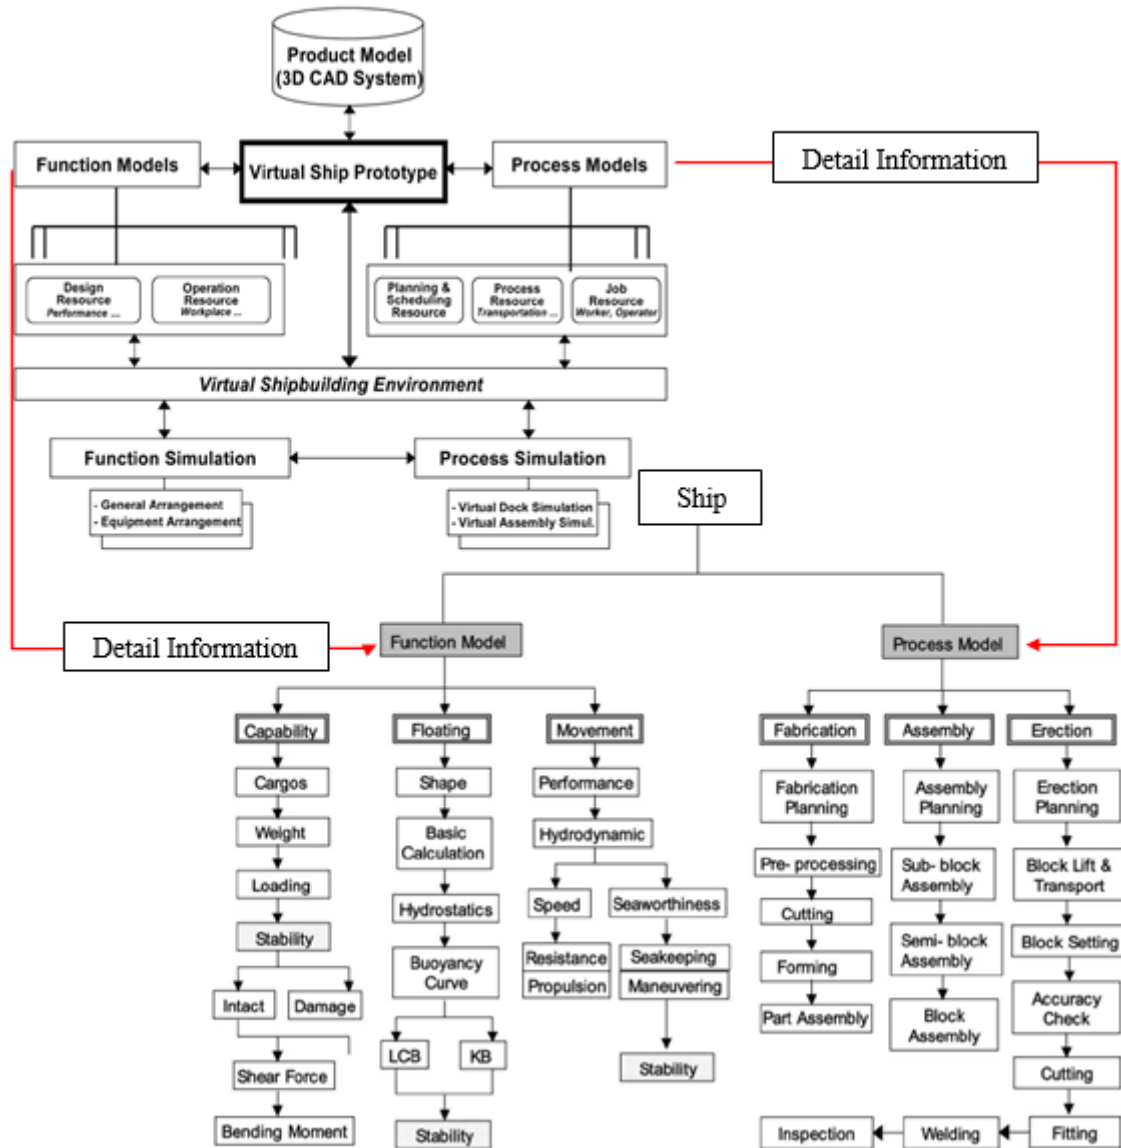 Product Model
(3D CAD System)
Function Models
Virtual Ship Prototype
Process Models
Detail Information
Design
Resource
Performance ...
Operation
Resource
Workplace ...
Planning &
Scheduling
Resource
Process
Resource
Transportation ...
Job
Resource
Worker, Operator
Virtual Shipbuilding Environment
Function Simulation
Process Simulation
- General Arrangement
- Equipment Arrangement
- Virtual Dock Simulation
- Virtual Assembly Simul.
Ship
Detail Information
Function Model
Process Model
Capability
Cargos
Weight
Loading
Stability
Intact
Damage
Shear Force
Bending Moment
Floating
Shape
Basic
Calculation
Hydrostatics
Buoyancy
Curve
LCB
KB
Stability
Movement
Performance
Hydrodynamic
Speed
Seaworthiness
Resistance
Propulsion
Seakeeping
Maneuvering
Stability
Fabrication
Fabrication
Planning
Pre- processing
Cutting
Forming
Part Assembly
Assembly
Assembly
Planning
Sub- block
Assembly
Semi- block
Assembly
Block
Assembly
Erection
Erection
Planning
Block Lift &
Transport
Block Setting
Accuracy
Check
Cutting
Fitting
Welding
Inspection